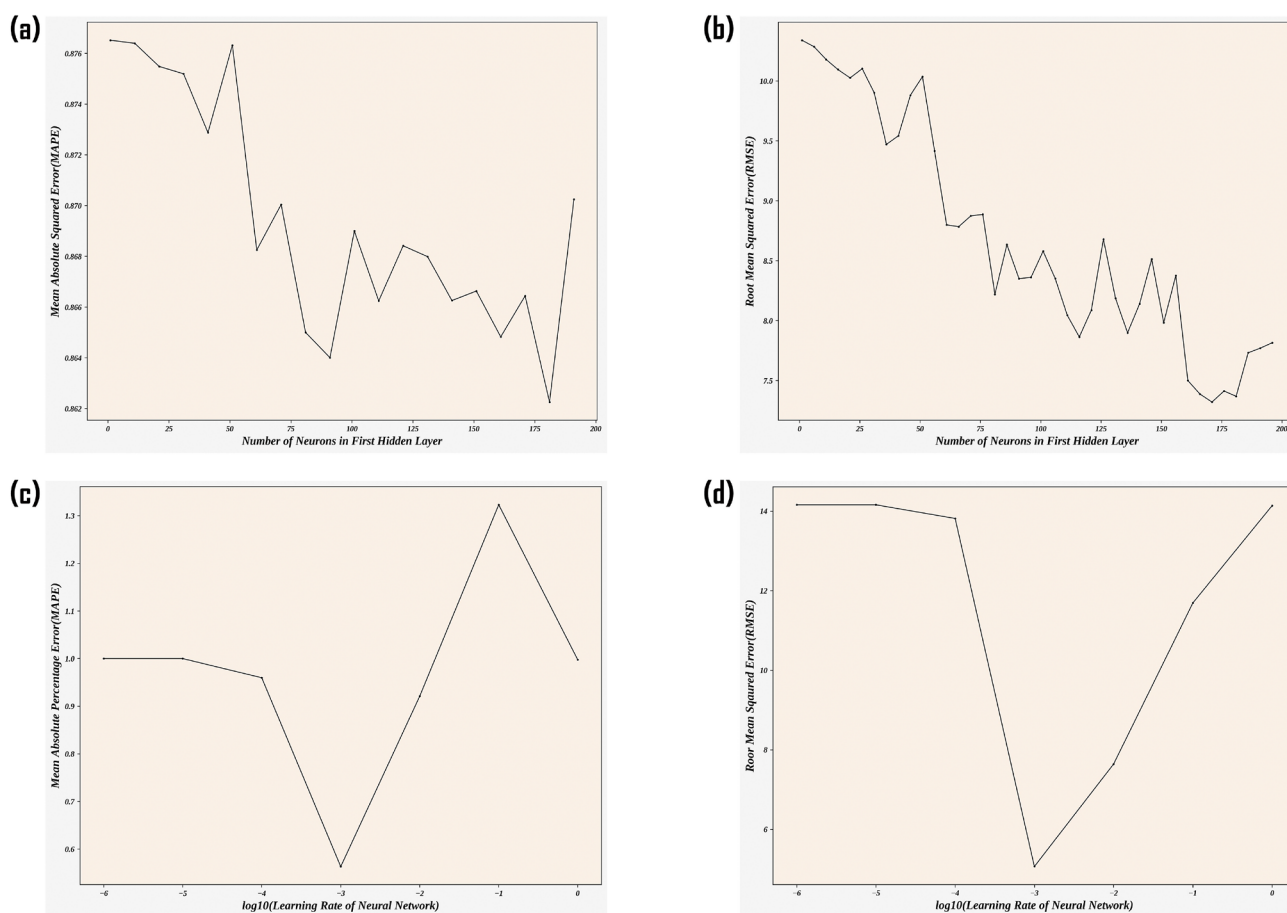 (a)
0.876
0.874
0.872
0.870
0.868
0.866
0.864
0.862
Mean Absolute Squared Error(MAPE)
0 25 50 75 100 125 150 175 200
Number of Neurons in First Hidden Layer
(b)
10.0
9.5
9.0
8.5
8.0
7.5
Root Mean Squared Error(RMSE)
0 25 50 75 100 125 150 175 200
Number of Neurons in First Hidden Layer
(c)
1.3
1.2
1.1
1.0
0.9
0.8
0.7
0.6
Mean Absolute Percentage Error(MAPE)
−6 −5 −4 −3 −2 −1 0
log10(Learning Rate of Neural Network)
(d)
14
12
10
8
6
Roor Mean Sqaured Error(RMSE)
−6 −5 −4 −3 −2 −1 0
log10(Learning Rate of Neural Network)